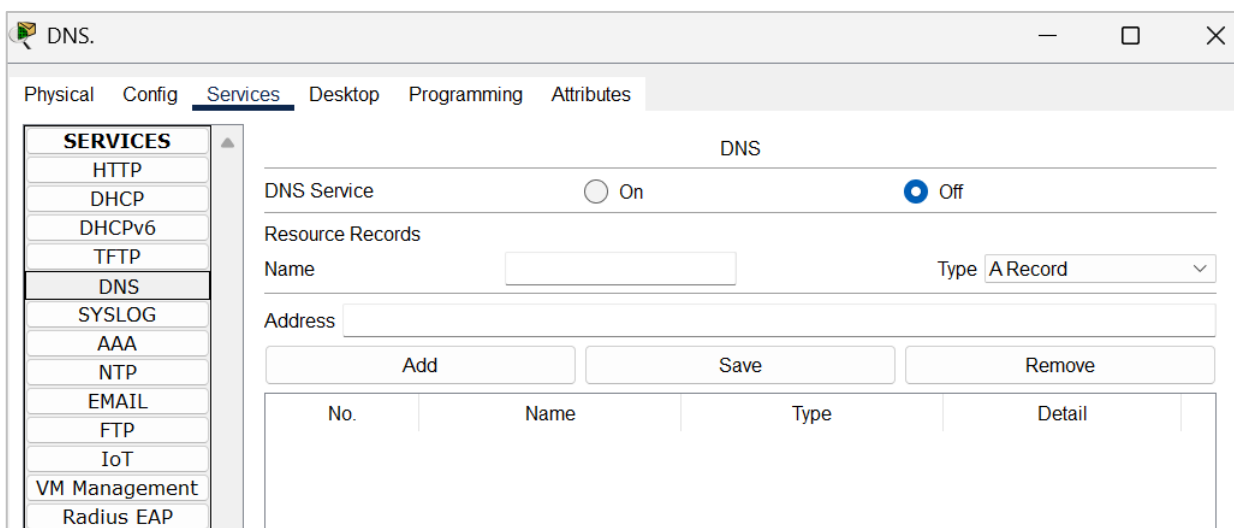 DNS.
Physical Config Services Desktop Programming Attributes
SERVICES
HTTP
DHCP
DHCPv6
TFTP
DNS
SYSLOG
AAA
NTP
EMAIL
FTP
IoT
VM Management
Radius EAP
DNS
DNS Service On Off
Resource Records
Name Type A Record
Address
Add Save Remove
No. Name Type Detail